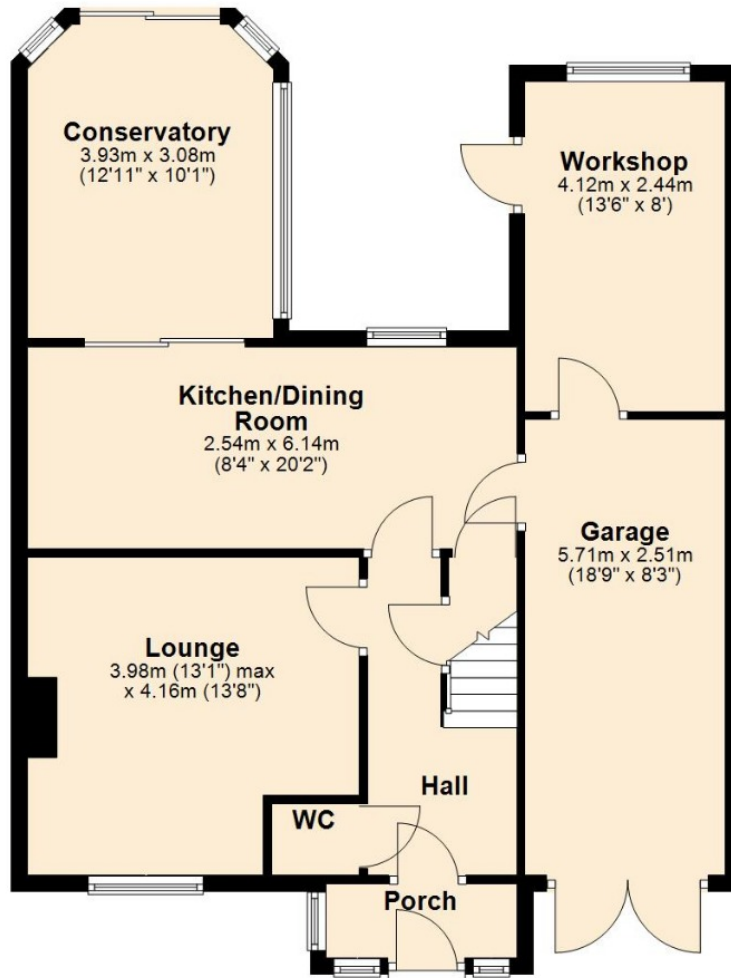 Conservatory
3.93m x 3.08m
(12'11" x 10'1")
Workshop
4.12m x 2.44m
(13'6" x 8')
Kitchen/Dining
Room
2.54m x 6.14m
(8'4" x 20'2")
Garage
5.71m x 2.51m
(18'9" x 8'3")
Lounge
3.98m (13'1") max
x 4.16m (13'8")
Hall
WC
Porch